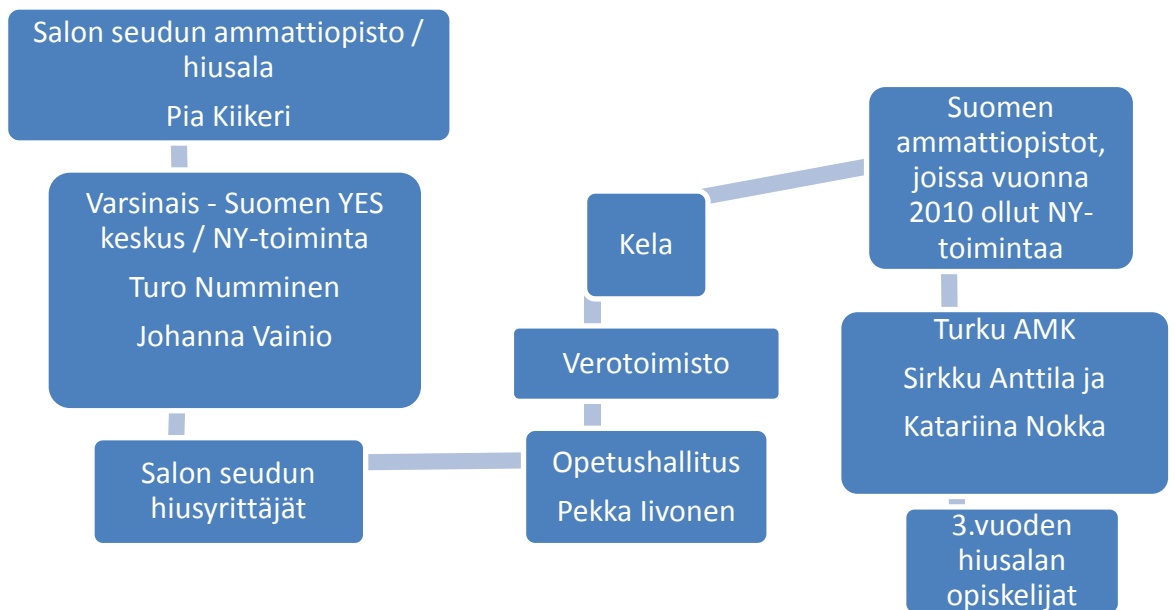 Salon seudun ammattiopisto /
hiusala
Pia Kiikeri
Varsinais - Suomen YES
keskus / NY-toiminta
Turo Numminen
Johanna Vainio
Salon seudun
hiusyrittäjät
Opetushallitus
Pekka Iivonen
Verotoimisto
Kela
Suomen
ammattiopistot,
joissa vuonna
2010 ollut NY-
toimintaa
Turku AMK
Sirkku Anttila ja
Katariina Nokka
3.vuoden
hiusalan
opiskelijat